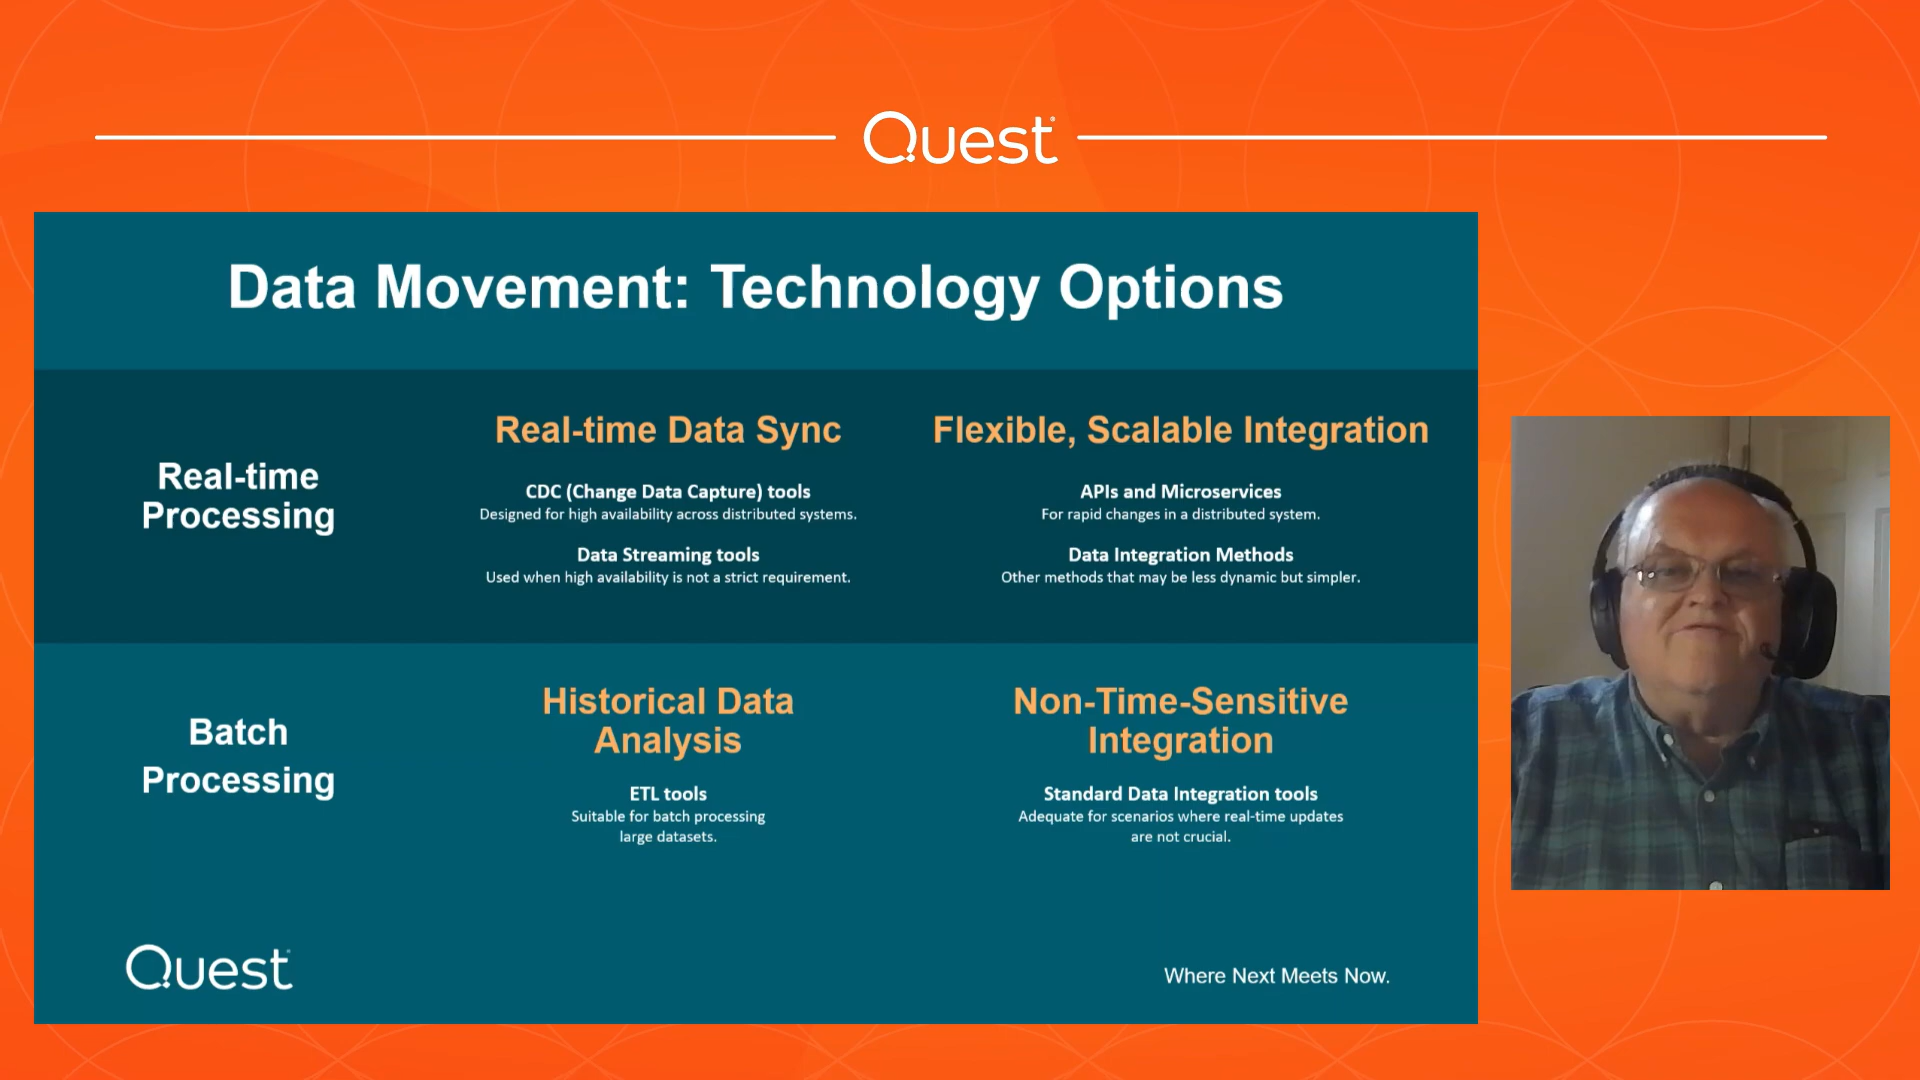 Quest
Data Movement: Technology Options
Real-time
Processing
Real-time Data Sync
CDC (Change Data Capture) tools
Designed for high availability across distributed systems.
Data Streaming tools
Used when high availability is not a strict requirement.
Flexible, Scalable Integration
APIs and Microservices
For rapid changes in a distributed system.
Data Integration Methods
Other methods that may be less dynamic but simpler.
Batch
Processing
Historical Data
Analysis
ETL tools
Suitable for batch processing
large datasets.
Non-Time-Sensitive
Integration
Standard Data Integration tools
Adequate for scenarios where real-time updates
are not crucial.
Quest
Where Next Meets Now.